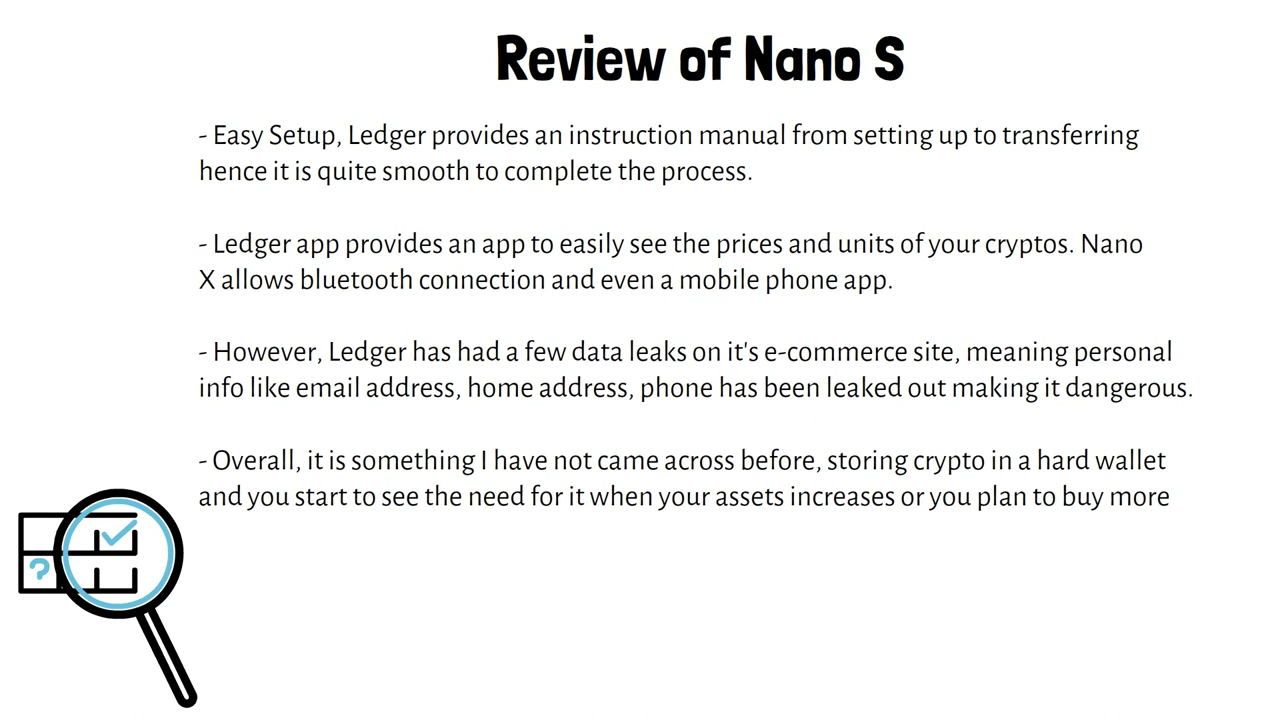 Review of Nano S
- Easy Setup, Ledger provides an instruction manual from setting up to transferring
hence it is quite smooth to complete the process.
- Ledger app provides an app to easily see the prices and units of your cryptos. Nano
X allows bluetooth connection and even a mobile phone app.
- However, Ledger has had a few data leaks on it's e-commerce site, meaning personal
info like email address, home address, phone has been leaked out making it dangerous.
- Overall, it is something I have not came across before, storing crypto in a hard wallet
and you start to see the need for it when your assets increases or you plan to buy more
?